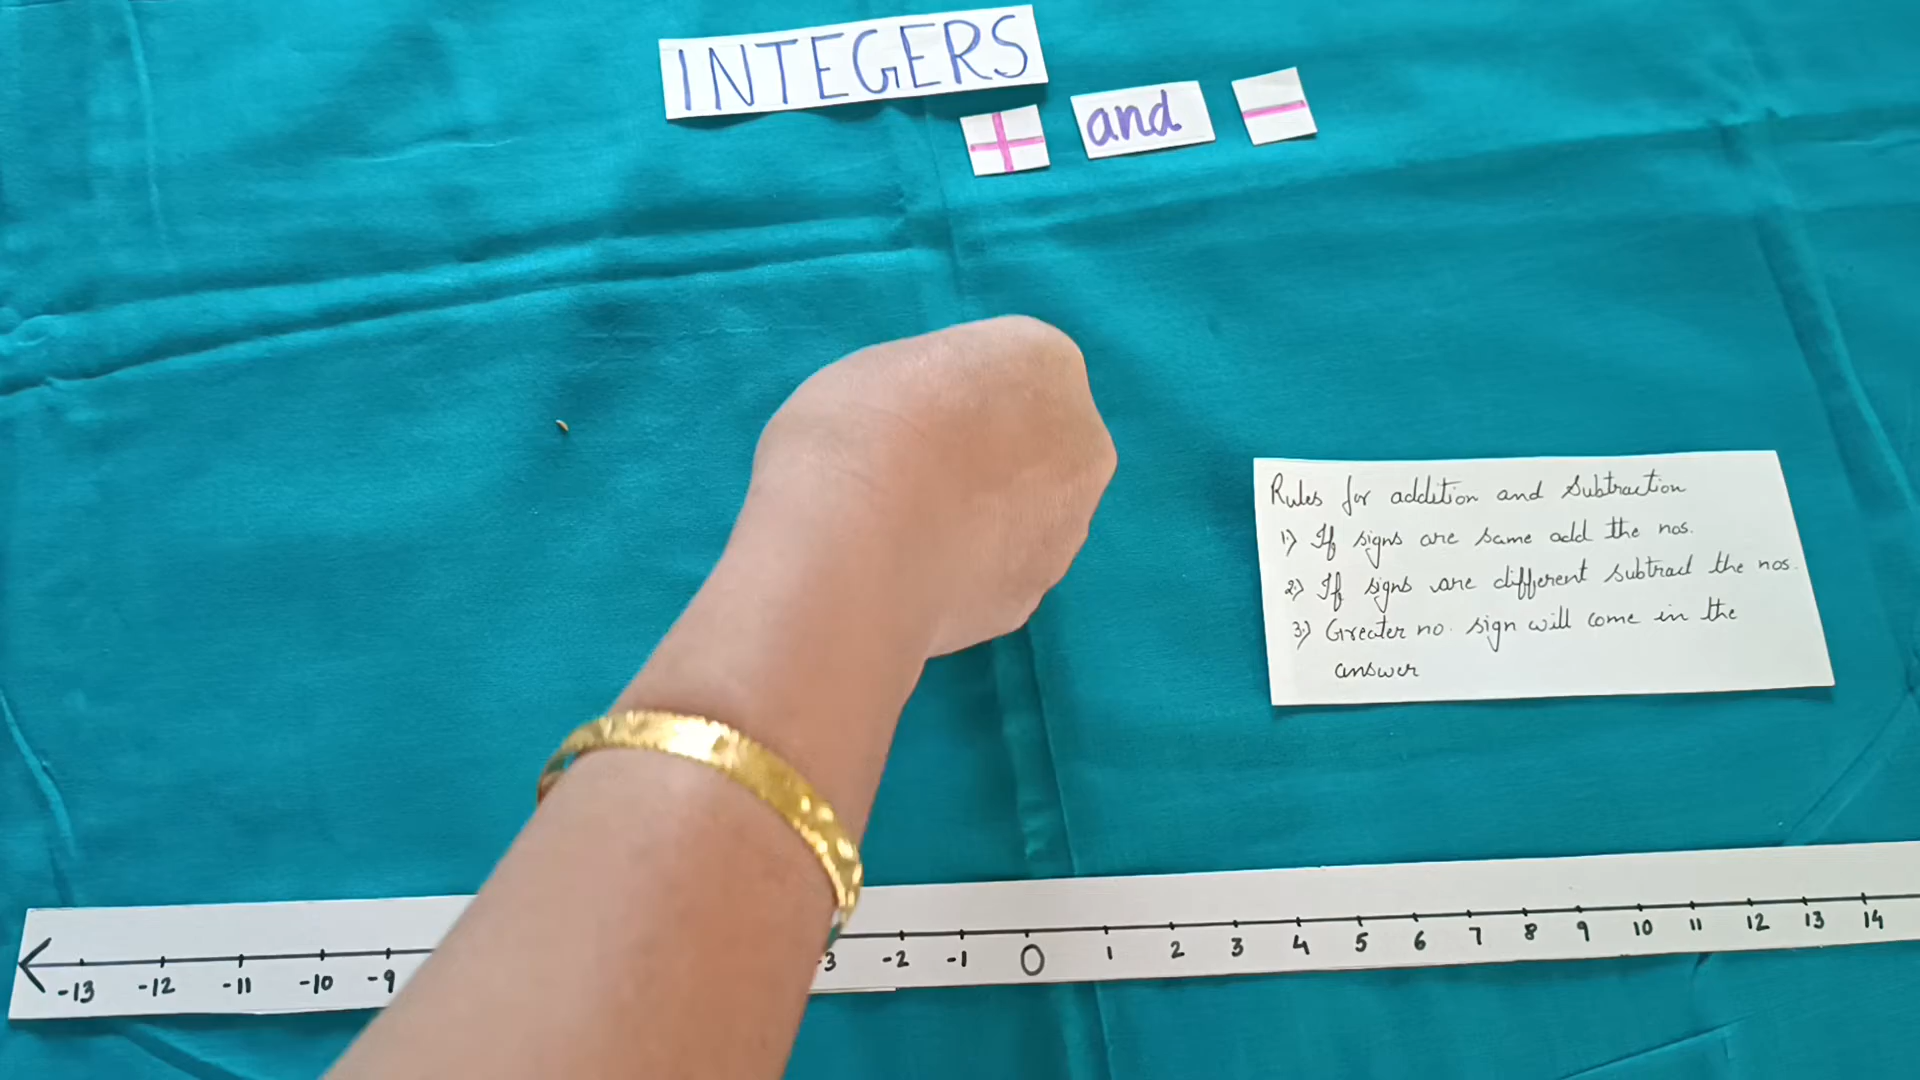 INTEGERS
+ and -
Rules for addition and Subtraction
1.) If signs are same add the nos.
2.) If signs are different subtract the nos.
3.) Greater no. sign will come in the
answer
-13 -12 -11 -10 -9 -3 -2 -1 0 1 2 3 4 5 6 7 8 9 10 11 12 13 14